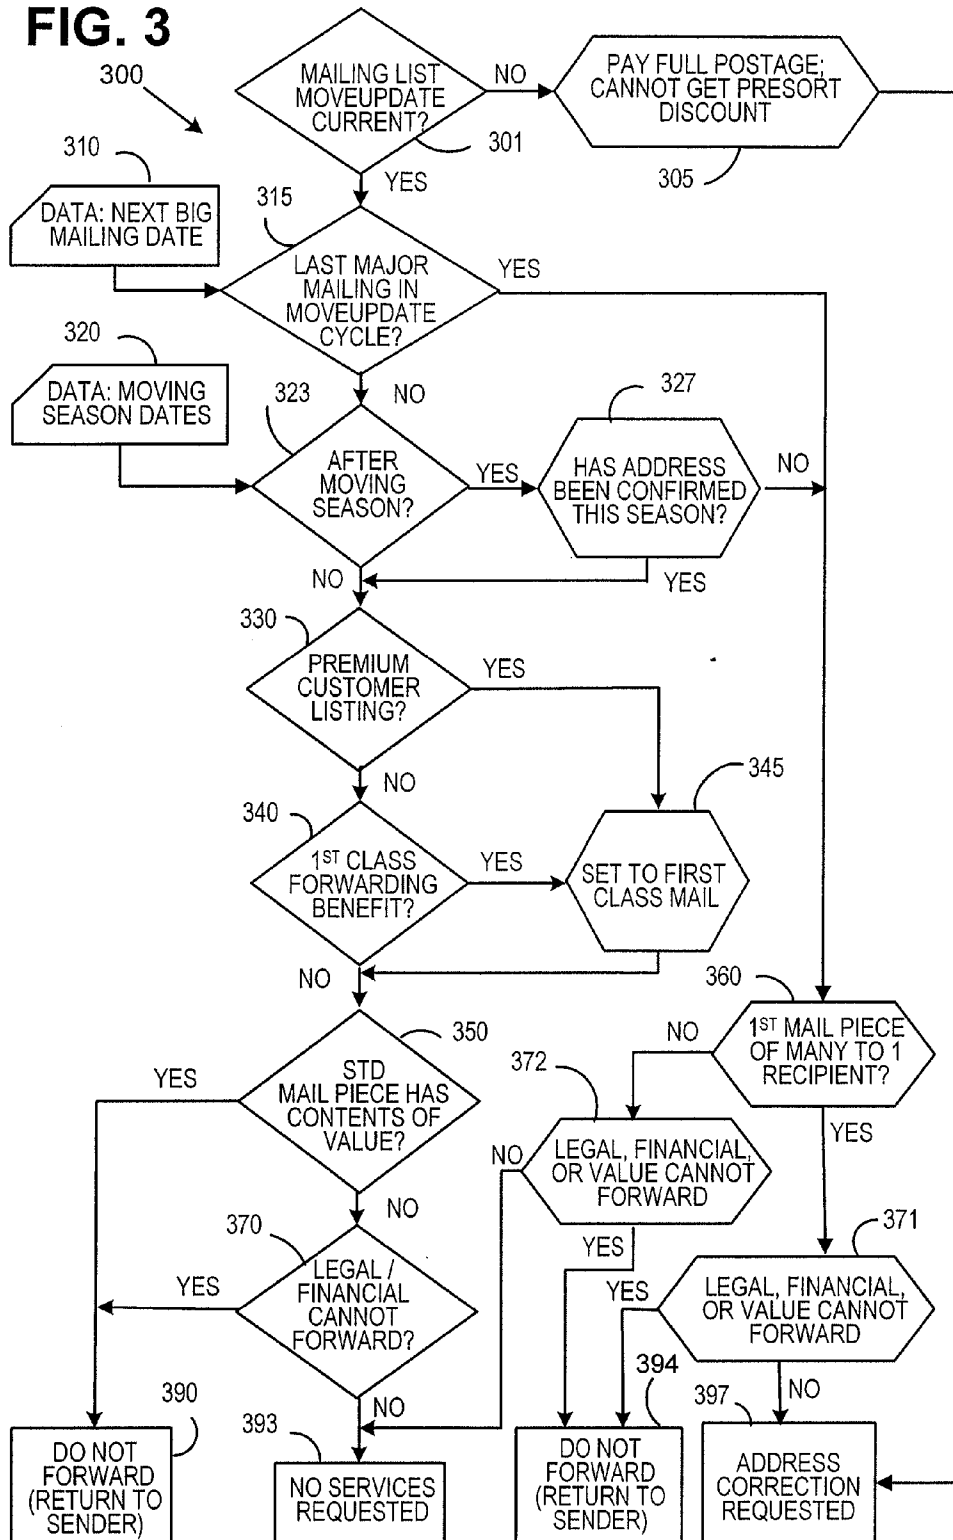 FIG. 3
300
MAILING LIST
MOVEUPDATE
CURRENT?
301
NO
PAY FULL POSTAGE;
CANNOT GET PRESORT
DISCOUNT
305
YES
310
DATA: NEXT BIG
MAILING DATE
315
LAST MAJOR
MAILING IN
MOVEUPDATE
CYCLE?
YES
NO
320
DATA: MOVING
SEASON DATES
323
AFTER
MOVING
SEASON?
YES
327
HAS ADDRESS
BEEN CONFIRMED
THIS SEASON?
NO
NO
YES
330
PREMIUM
CUSTOMER
LISTING?
YES
NO
340
1ST CLASS
FORWARDING
BENEFIT?
YES
345
SET TO FIRST
CLASS MAIL
NO
350
STD
MAIL PIECE HAS
CONTENTS OF
VALUE?
YES
NO
360
1ST MAIL PIECE
OF MANY TO 1
RECIPIENT?
NO
YES
372
LEGAL, FINANCIAL,
OR VALUE CANNOT
FORWARD
NO
YES
370
LEGAL /
FINANCIAL
CANNOT
FORWARD?
YES
NO
371
LEGAL, FINANCIAL,
OR VALUE CANNOT
FORWARD
YES
NO
390
DO NOT
FORWARD
(RETURN TO
SENDER)
393
NO SERVICES
REQUESTED
394
DO NOT
FORWARD
(RETURN TO
SENDER)
397
ADDRESS
CORRECTION
REQUESTED